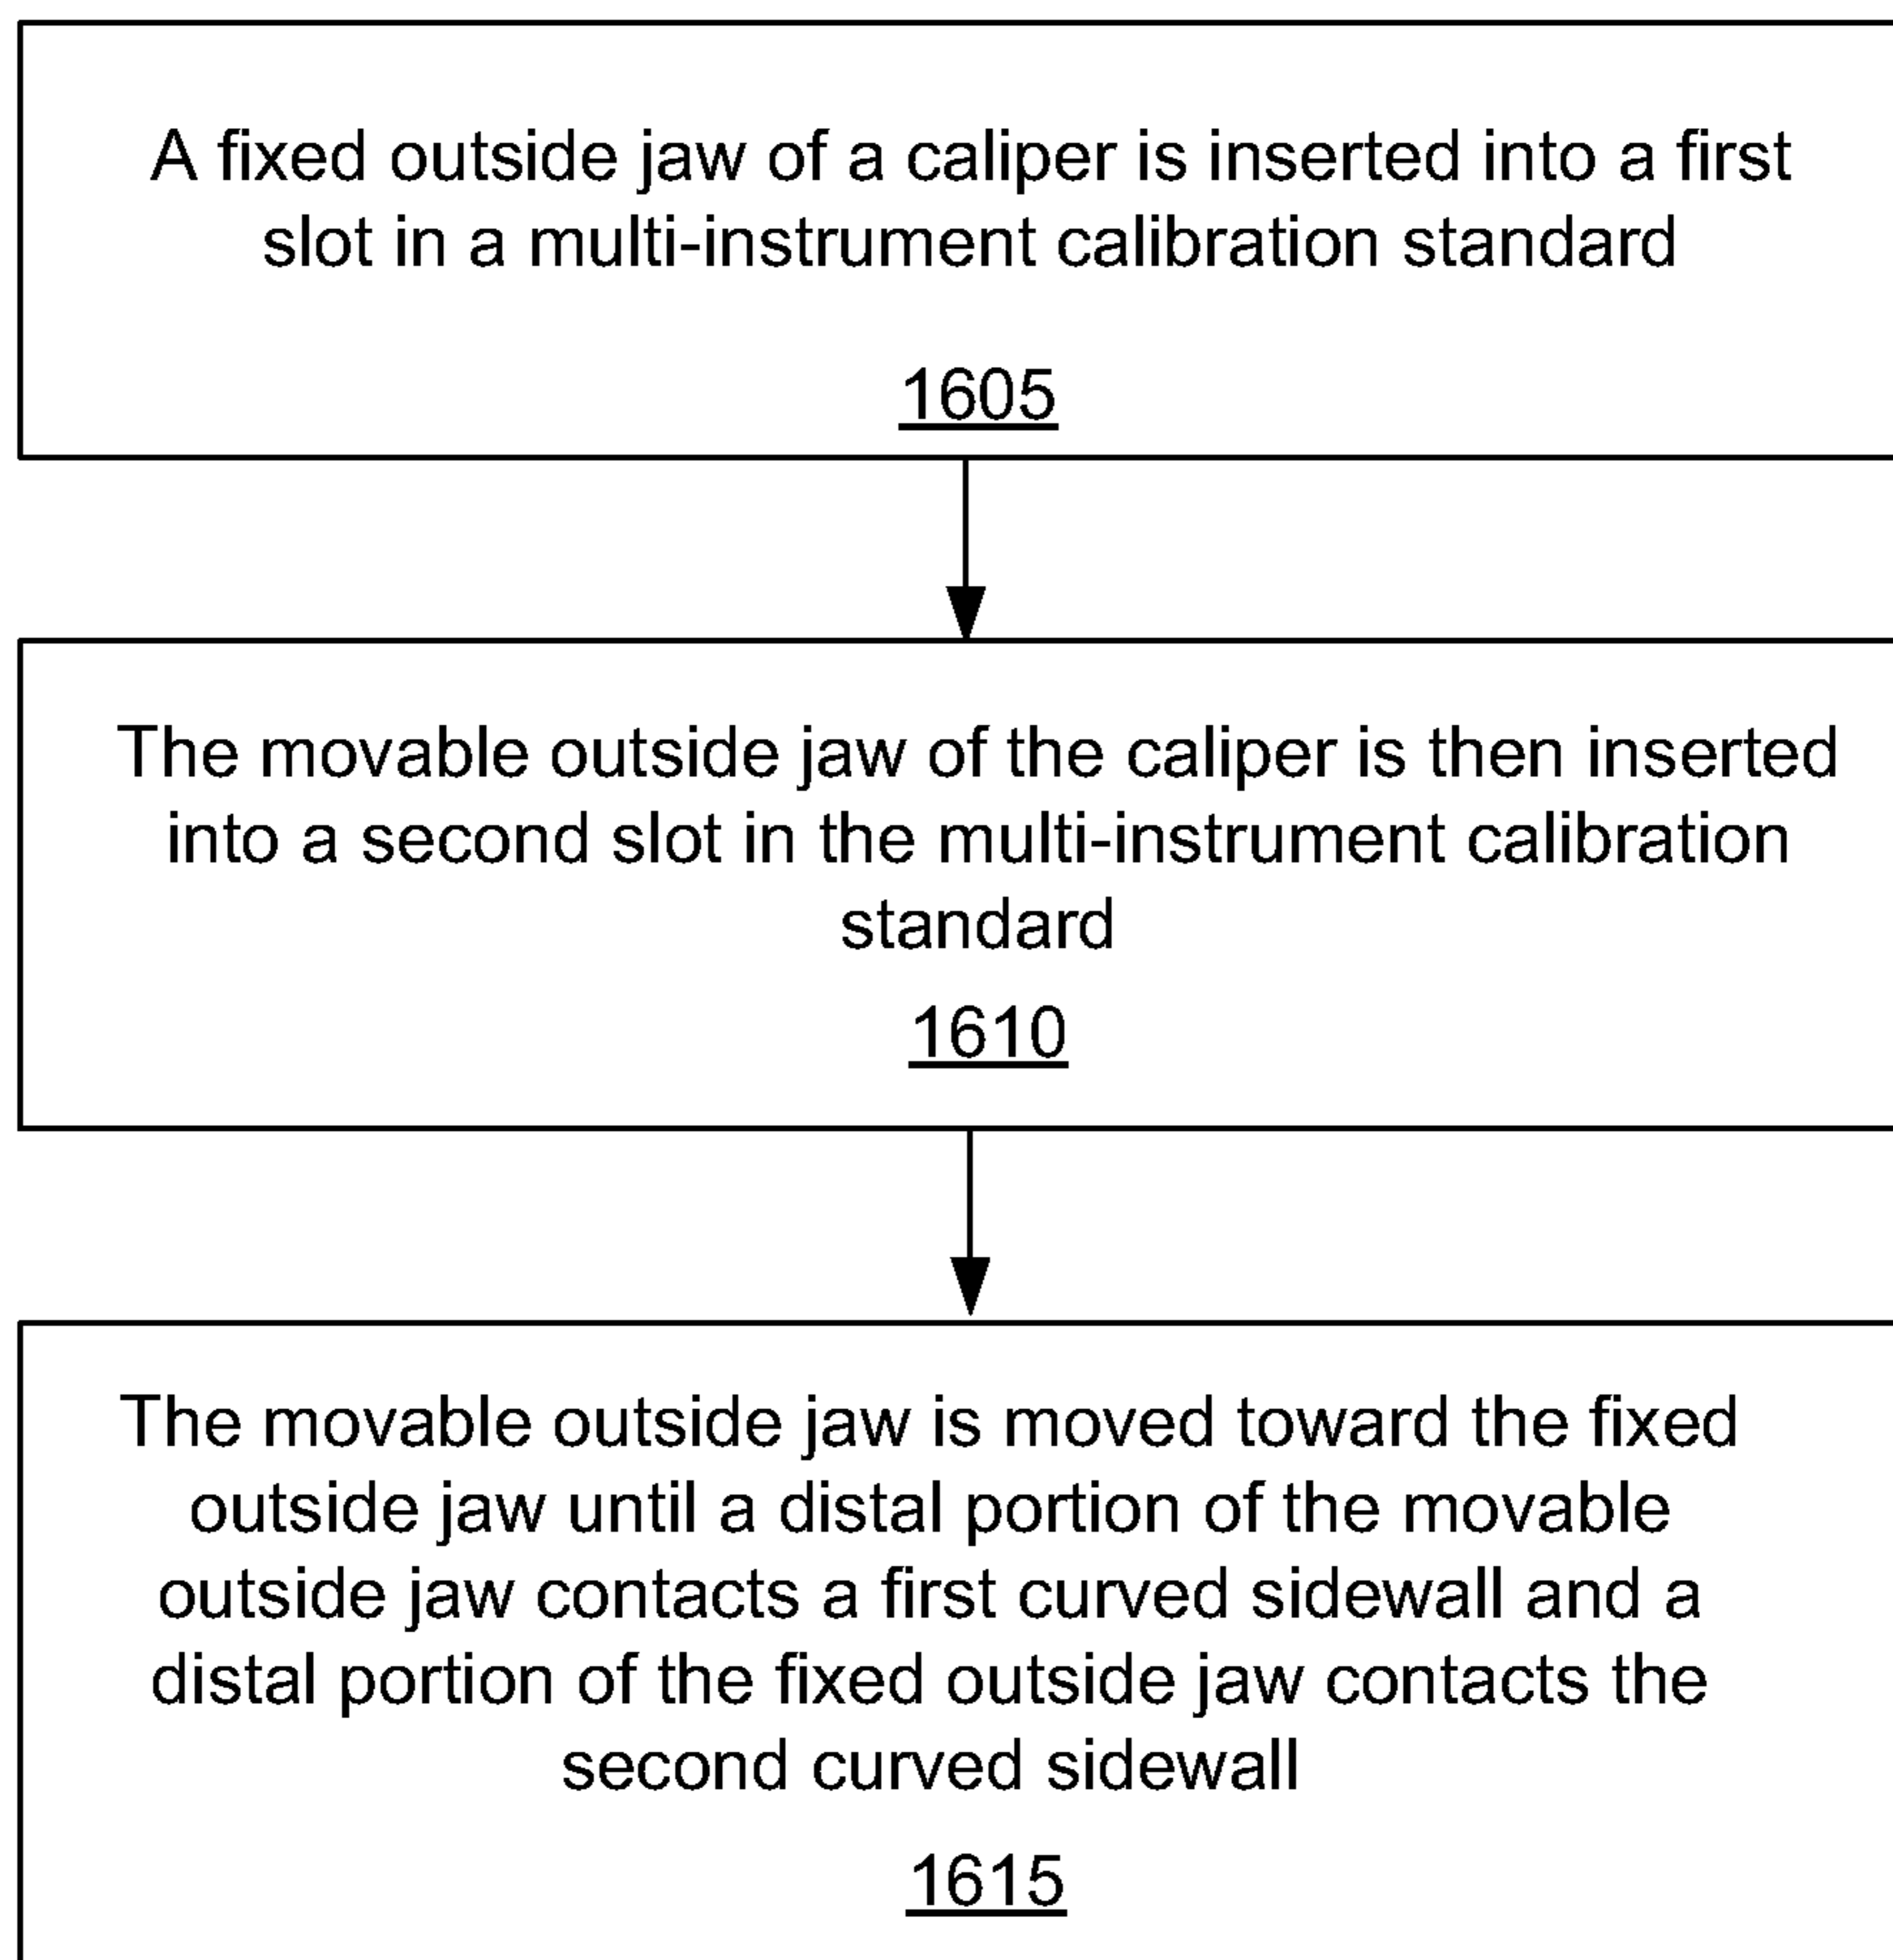 A fixed outside jaw of a caliper is inserted into a first
slot in a multi-instrument calibration standard
1605
The movable outside jaw of the caliper is then inserted
into a second slot in the multi-instrument calibration
standard
1610
The movable outside jaw is moved toward the fixed
outside jaw until a distal portion of the movable
outside jaw contacts a first curved sidewall and a
distal portion of the fixed outside jaw contacts the
second curved sidewall
1615